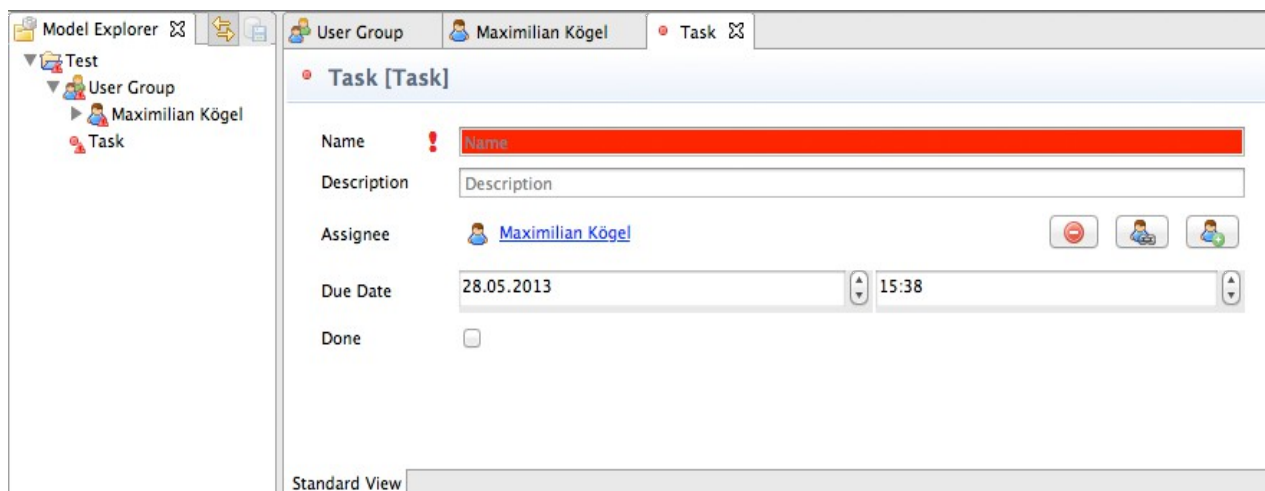 Model Explorer
Test
User Group
Maximilian Kögel
Task
User Group
Maximilian Kögel
Task
Task [Task]
Name
Name
Description
Description
Assignee
Maximilian Kögel
Due Date
28.05.2013
15:38
Done
Standard View